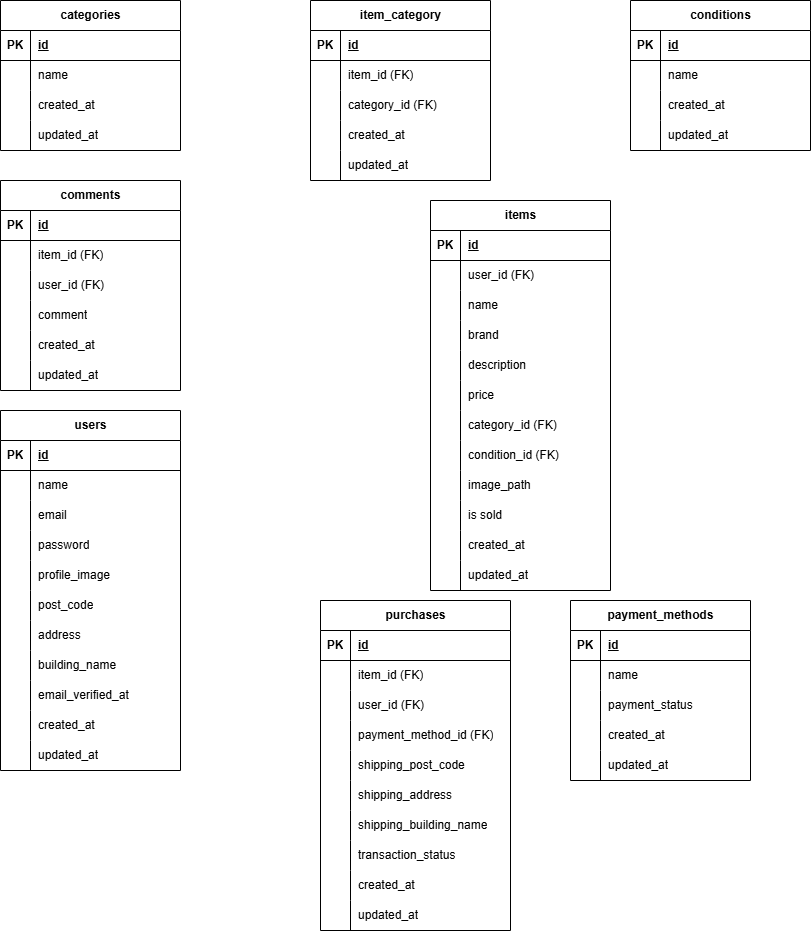 categories
PK id
name
created_at
updated_at
item_category
PK id
item_id (FK)
category_id (FK)
created_at
updated_at
conditions
PK id
name
created_at
updated_at
comments
PK id
item_id (FK)
user_id (FK)
comment
created_at
updated_at
items
PK id
user_id (FK)
name
brand
description
price
category_id (FK)
condition_id (FK)
image_path
is sold
created_at
updated_at
users
PK id
name
email
password
profile_image
post_code
address
building_name
email_verified_at
created_at
updated_at
purchases
PK id
item_id (FK)
user_id (FK)
payment_method_id (FK)
shipping_post_code
shipping_address
shipping_building_name
transaction_status
created_at
updated_at
payment_methods
PK id
name
payment_status
created_at
updated_at